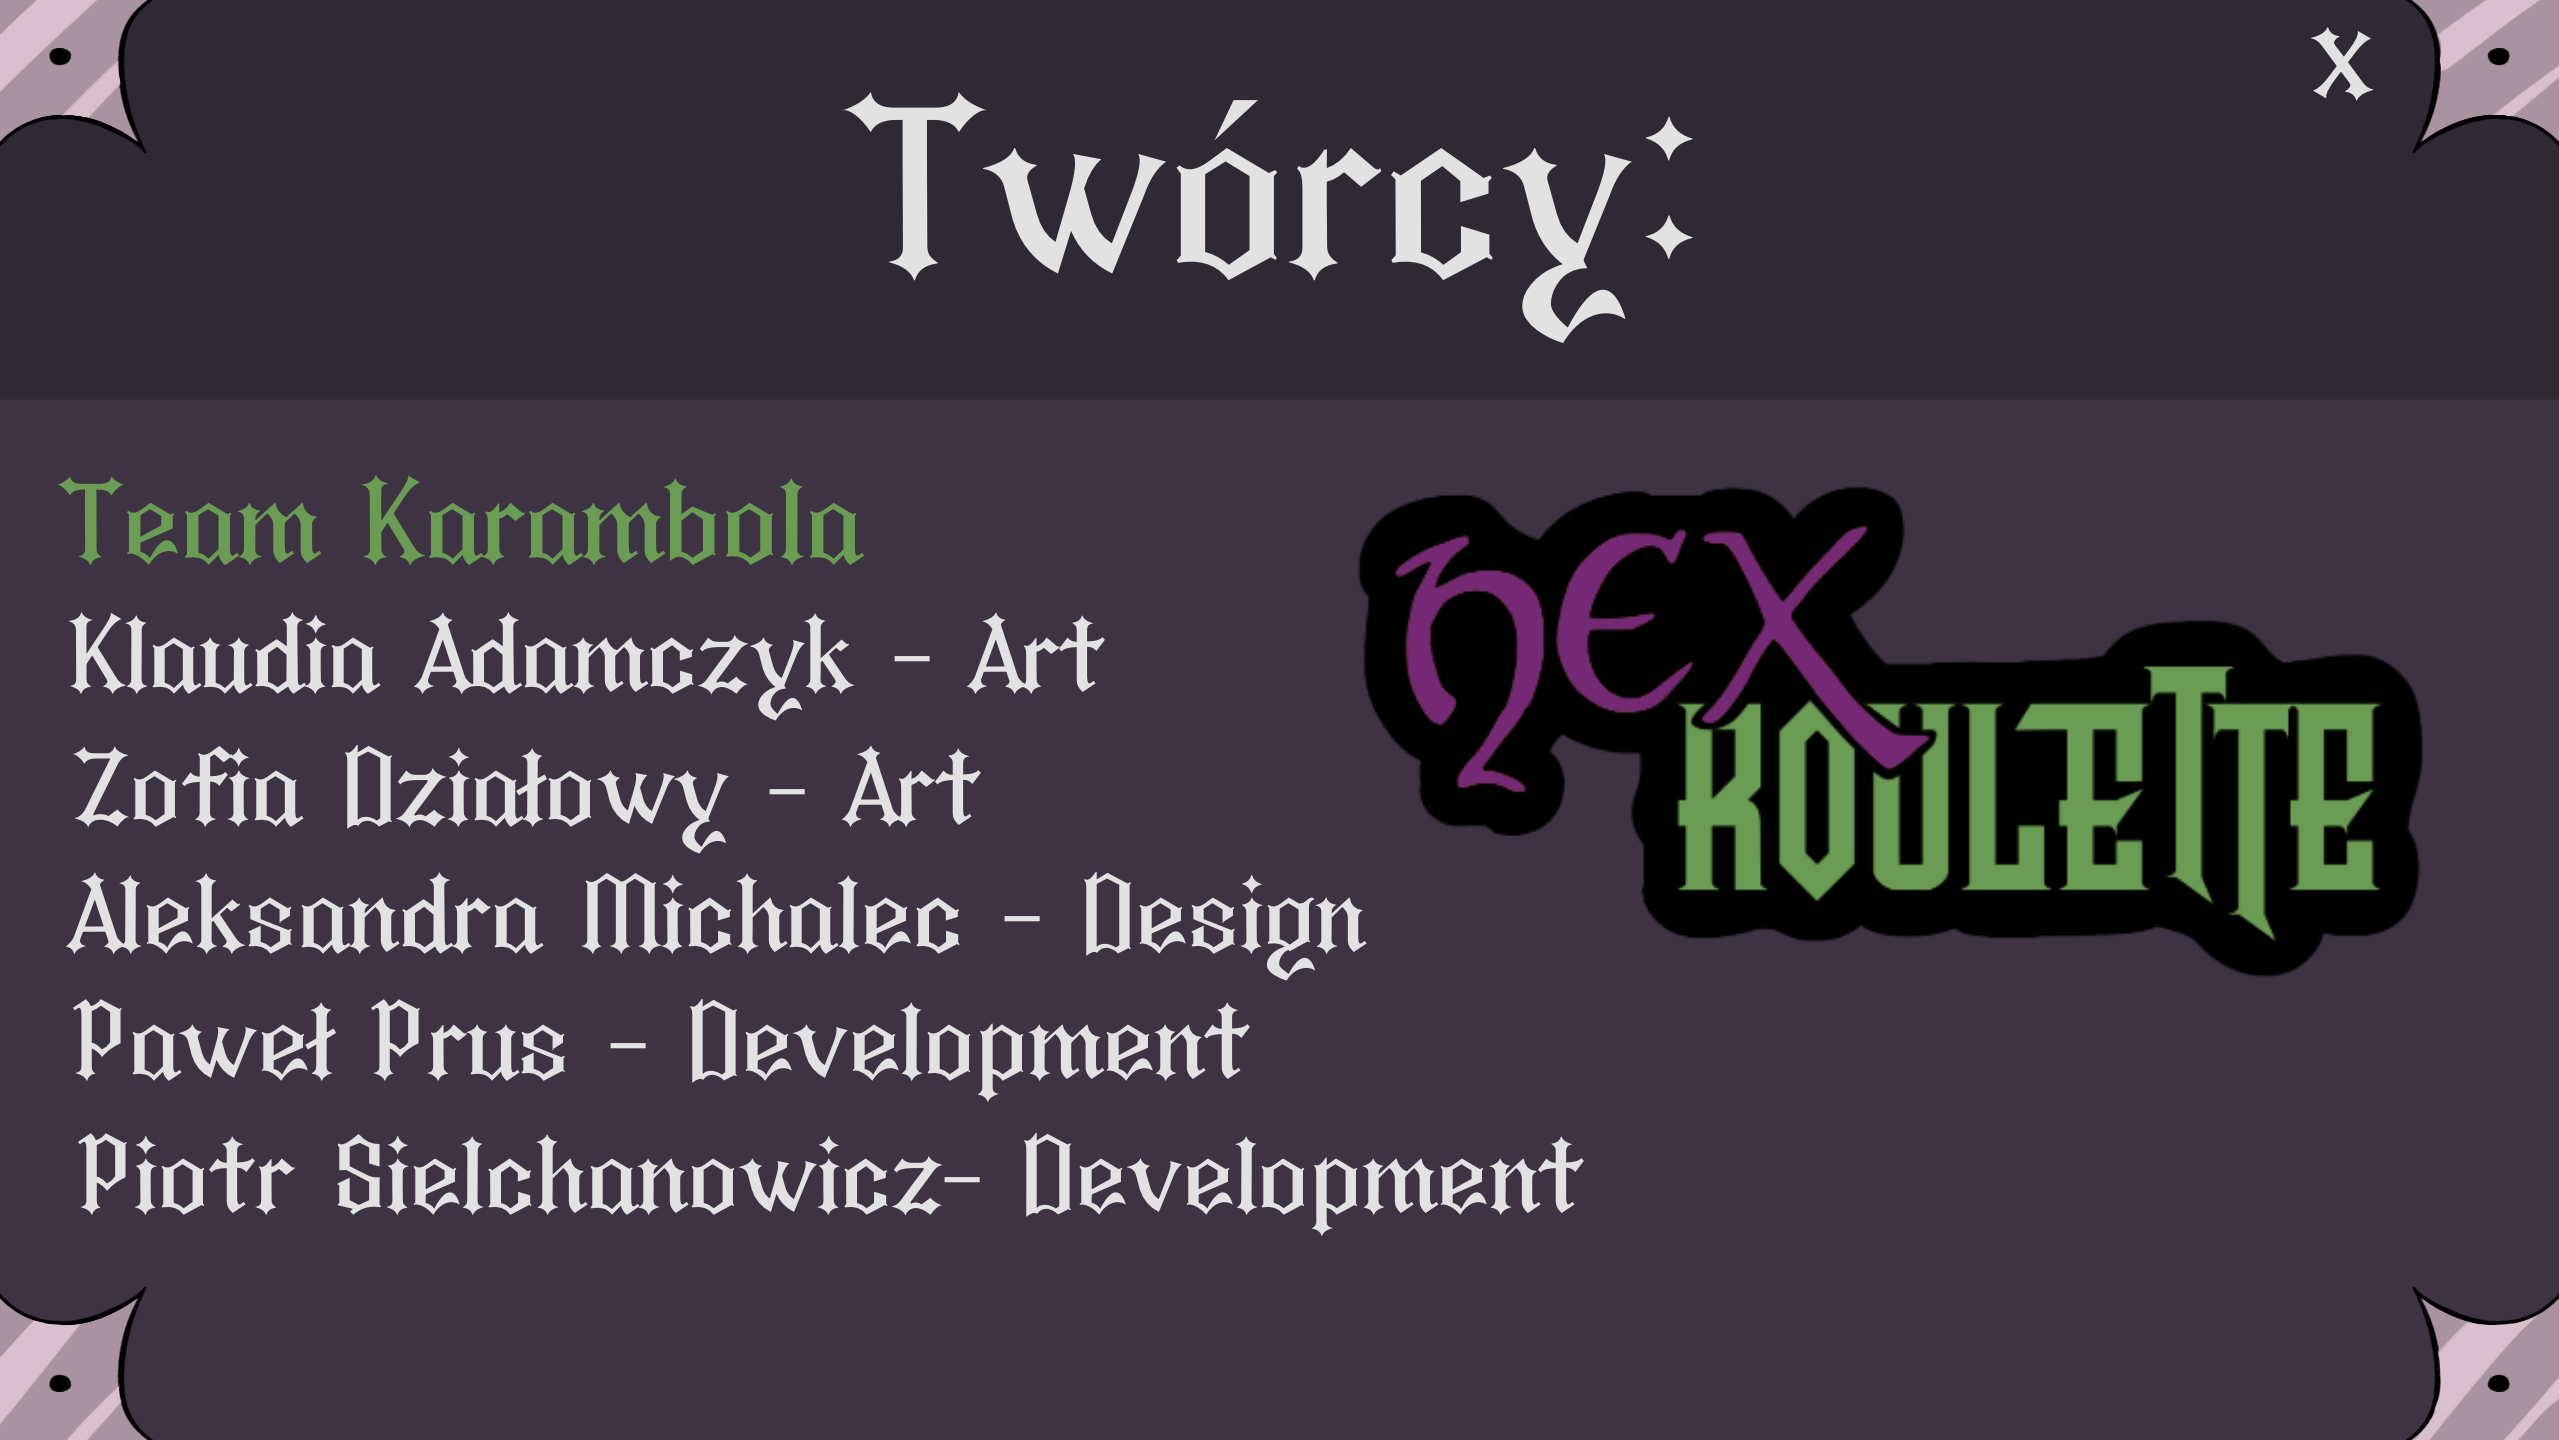 X
Twórcy:
Team Karambola
Klaudia Adamczyk - Art
Zofia Działowy - Art
Aleksandra Michalec - Design
Paweł Prus - Development
Piotr Sielchanowicz- Development
HEX
ROULETTE